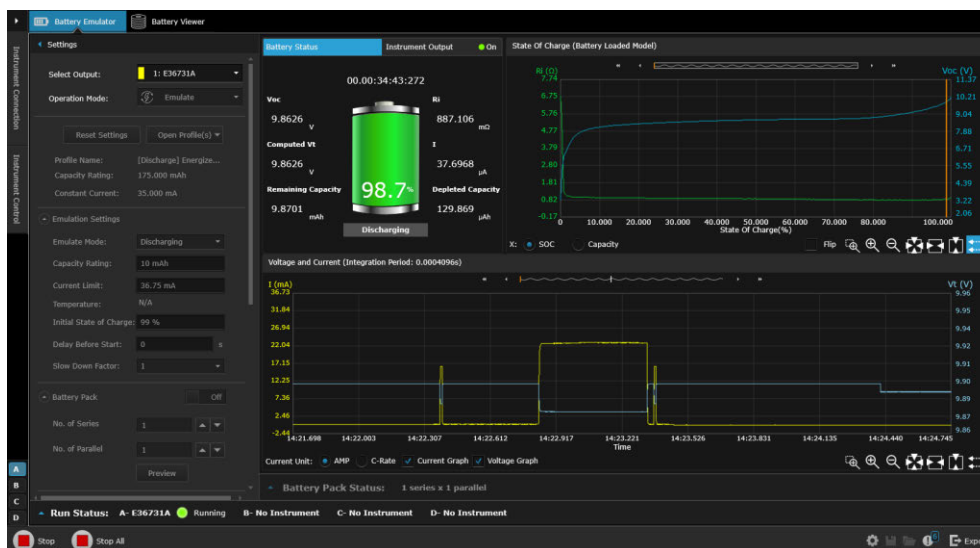 Battery Emulator
Battery Viewer
Instrument Connection
Instrument Control
A
B
C
D
Settings
Select Output: 1: E36731A
Operation Mode: Emulate
Reset Settings Open Profile(s)
Profile Name: [Discharge] Energize...
Capacity Rating: 175.000 mAh
Constant Current: 35.000 mA
Emulation Settings
Emulate Mode: Discharging
Capacity Rating: 10 mAh
Current Limit: 36.75 mA
Temperature: N/A
Initial State of Charge: 99 %
Delay Before Start: 0 s
Slow Down Factor: 1
Battery Pack Off
No. of Series 1
No. of Parallel 1
Preview
Battery Status Instrument Output On
00.00:34:43:272
Voc Ri
9.8626 V 887.106 mΩ
Computed Vt I
9.8626 V 37.6968 µA
Remaining Capacity 98.7% Depleted Capacity
9.8701 mAh 129.869 µAh
Discharging
State Of Charge (Battery Loaded Model)
Ri (Ω) Voc (V)
7.74 11.37
6.75 10.21
5.76 9.04
4.77 7.88
3.79 6.71
2.80 5.55
1.81 4.39
0.82 3.22
-0.17 2.06
0 10.000 20.000 30.000 40.000 50.000 60.000 70.000 80.000 100.000
State Of Charge(%)
X: SOC Capacity Flip
Voltage and Current (Integration Period: 0.0004096s)
I (mA) Vt (V)
36.73 9.96
31.84 9.95
26.94 9.93
22.04 9.92
17.15 9.91
12.25 9.90
7.36 9.89
2.46 9.87
-2.44 9.86
14:21.698 14:22.003 14:22.307 14:22.612 14:22.917 14:23.221 14:23.526 14:23.831 14:24.135 14:24.440 14:24.745
Time
Current Unit: AMP C-Rate Current Graph Voltage Graph
Battery Pack Status: 1 series x 1 parallel
Run Status: A- E36731A Running B- No Instrument C- No Instrument D- No Instrument
Stop Stop All
Expo